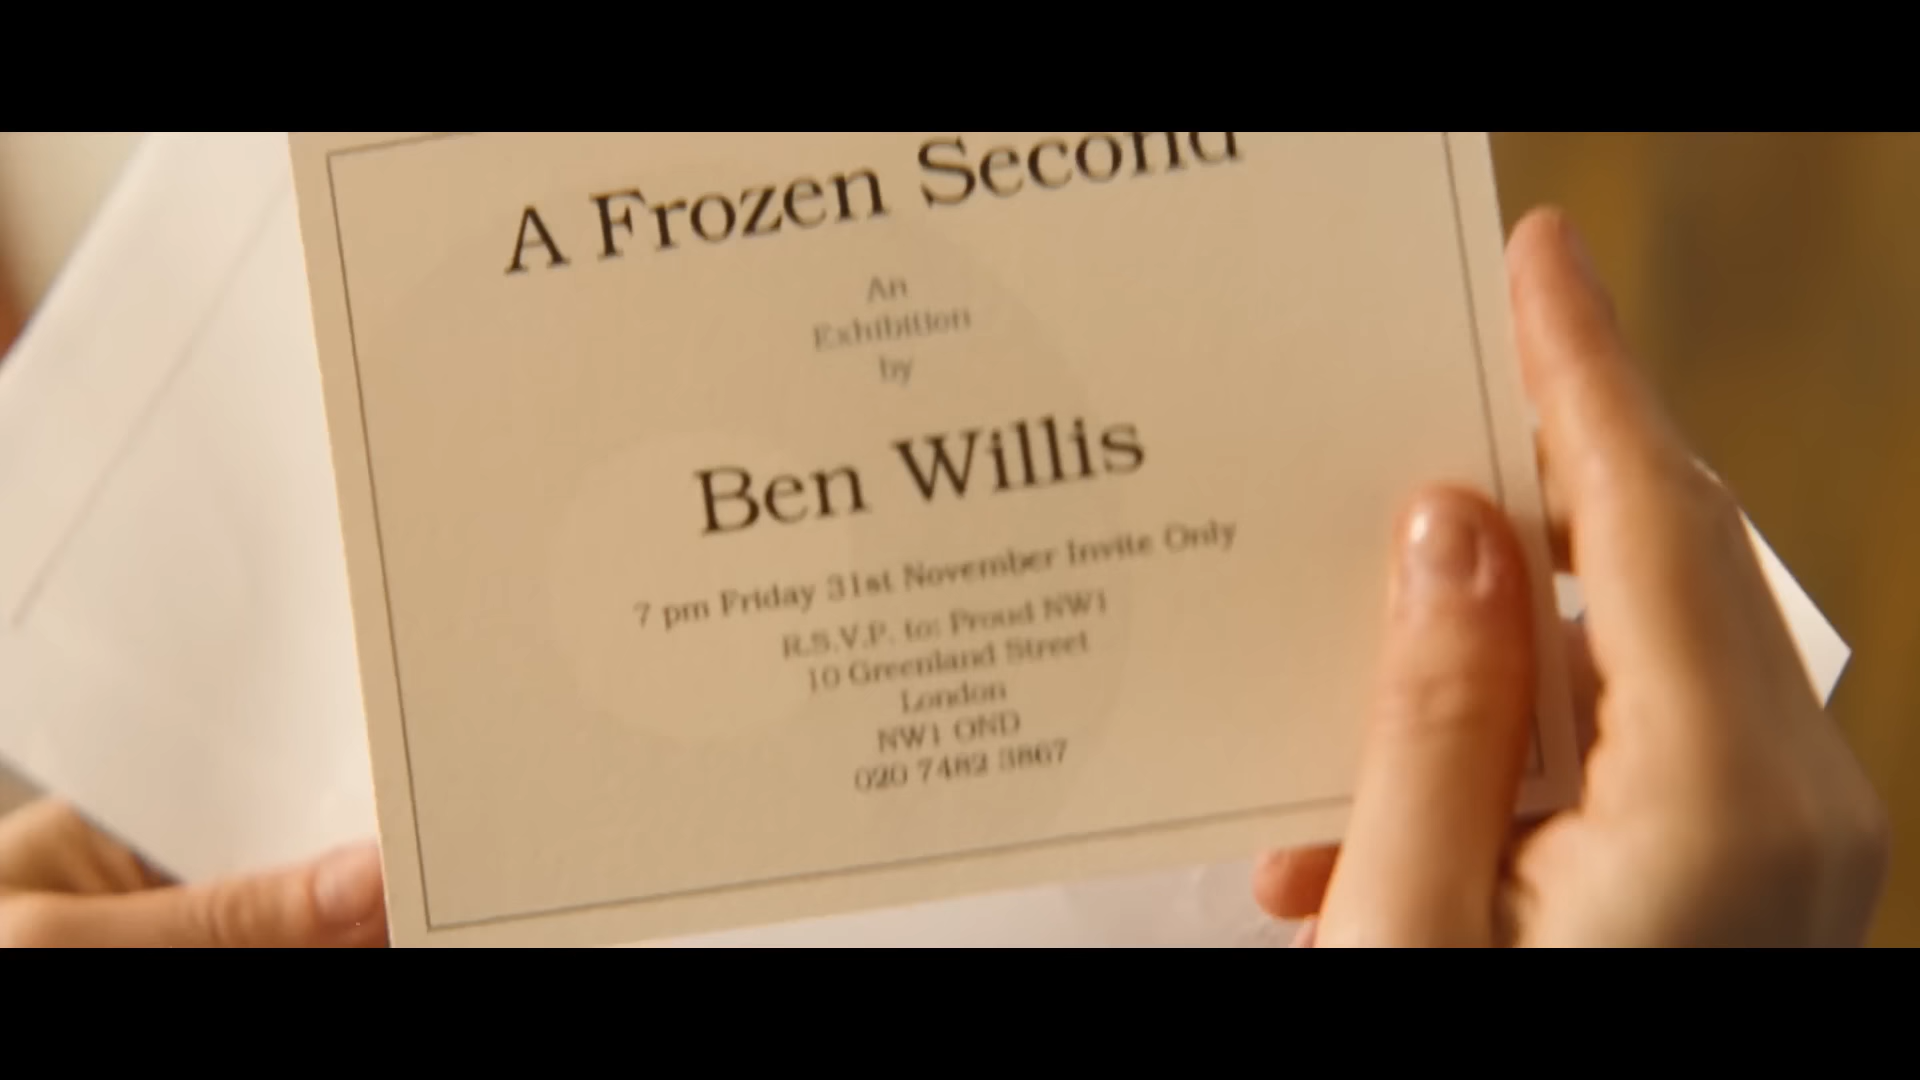 A Frozen Second
An
Exhibition
by
Ben Willis
7 pm Friday 31st November Invite Only
R.S.V.P. to: Proud NW1
10 Greenland Street
London
NW1 OND
020 7482 3867